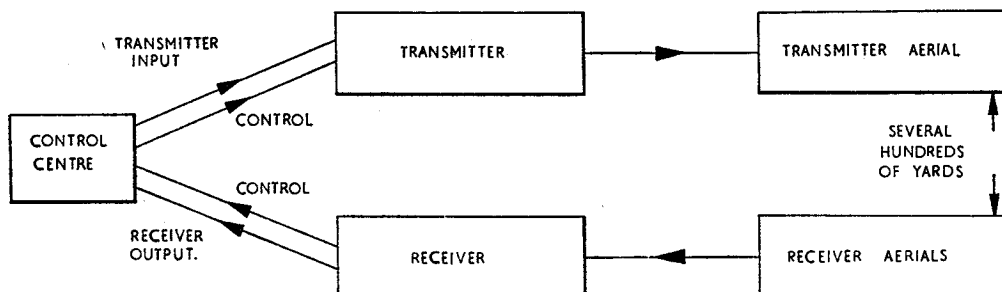 TRANSMITTER
INPUT
TRANSMITTER
TRANSMITTER AERIAL
CONTROL
CONTROL
CENTRE
SEVERAL
HUNDREDS
OF YARDS
CONTROL
RECEIVER
OUTPUT.
RECEIVER
RECEIVER AERIALS